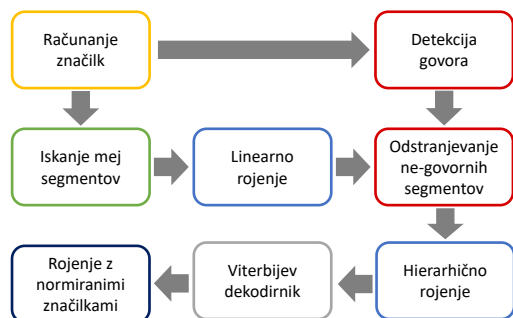 Računanje
značilk
Detekcija
govora
Iskanje mej
segmentov
Linearno
rojenje
Odstranjevanje
ne-govornih
segmentov
Rojenje z
normiranimi
značilkami
Viterbijev
dekodirnik
Hierarhično
rojenje